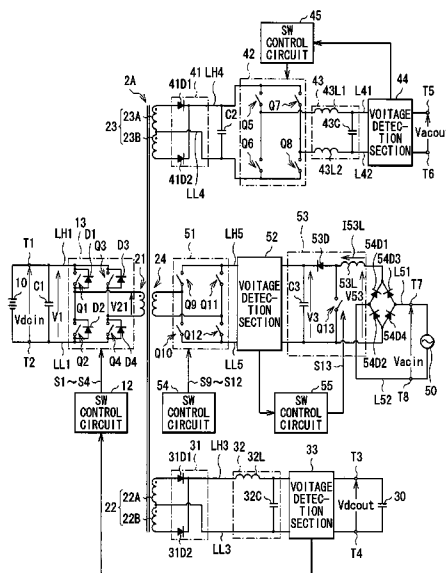 45
SW CONTROL CIRCUIT
42
41
2A
41D1
LH4
C2
Q7
43
43L1
L41
44
T5
23
23A
23B
Q5
Q6
Q8
43C
VOLTAGE DETECTION SECTION
Vacout
41D2
LL4
43L2
L42
T6
13
LH1
Q3
D1
D3
T1
21
24
51
LH5
52
53
I53L
53D
54D1
54D3
L51
T7
10
C1
V1
Vdcin
Q1
D2
V21
Q9
Q11
VOLTAGE DETECTION SECTION
C3
V3
53L
V53
Q13
Vacin
T2
LL1
Q2
Q4
D4
Q10
Q12
LL5
S13
54D2
54D4
T8
50
S1~S4
12
S9~S12
L52
SW CONTROL CIRCUIT
54
SW CONTROL CIRCUIT
55
SW CONTROL CIRCUIT
31D1
31
LH3
32
32L
33
T3
22
22A
22B
32C
VOLTAGE DETECTION SECTION
Vdcout
30
31D2
LL3
T4